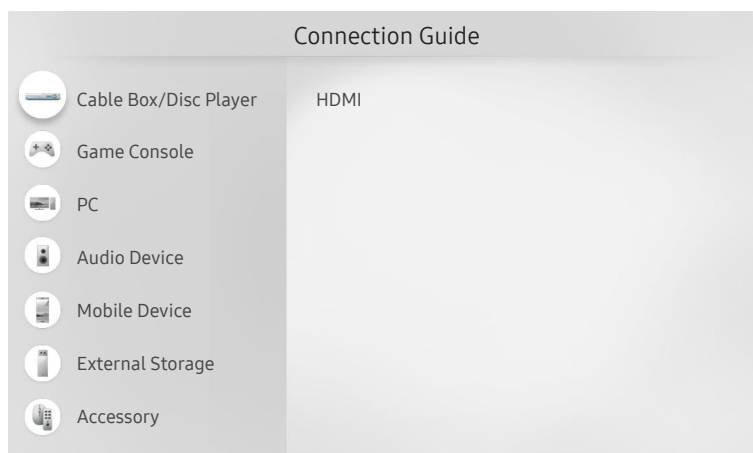 Connection Guide
Cable Box/Disc Player
HDMI
Game Console
PC
Audio Device
Mobile Device
External Storage
Accessory